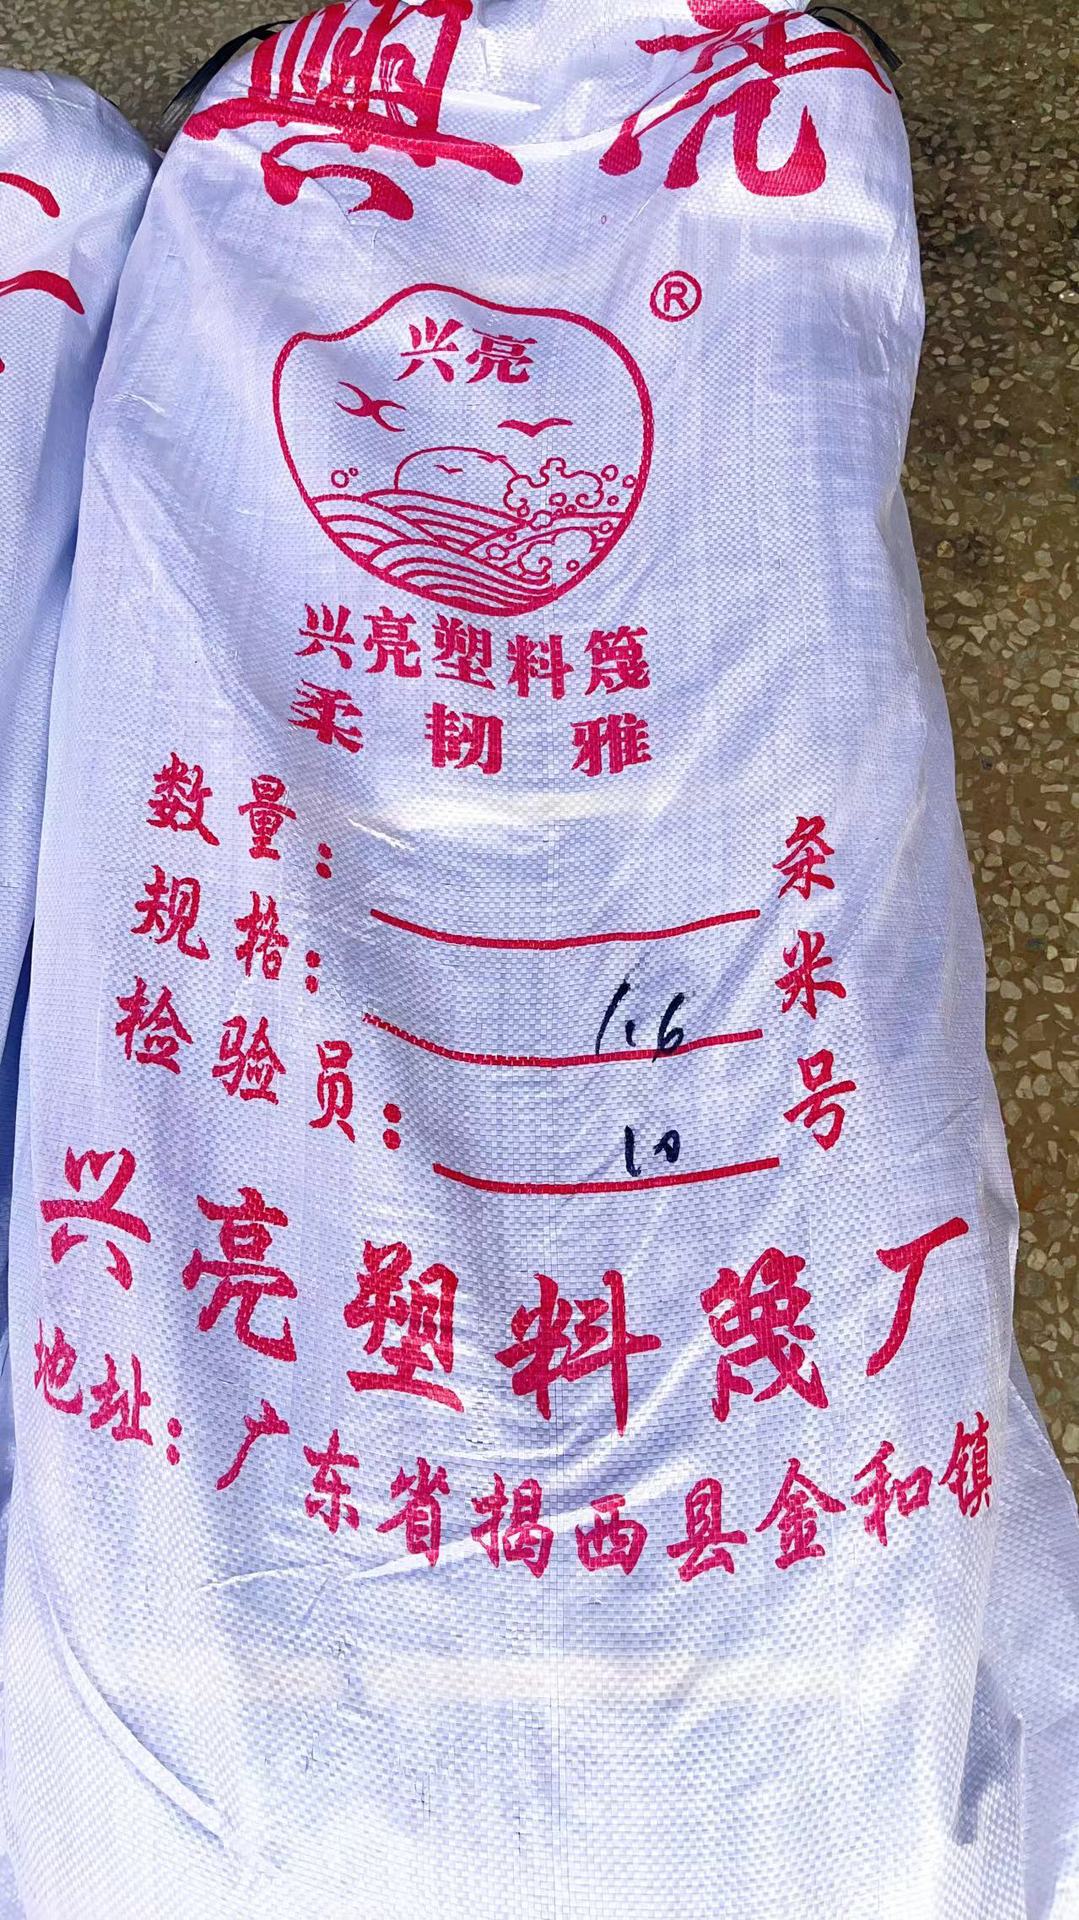 興亮
®
兴亮
兴亮塑料篾
柔韧雅
数量： 条
规格： 1.6 米
检验员： 10 号
兴亮塑料篾厂
地址：广东省揭西县金和镇